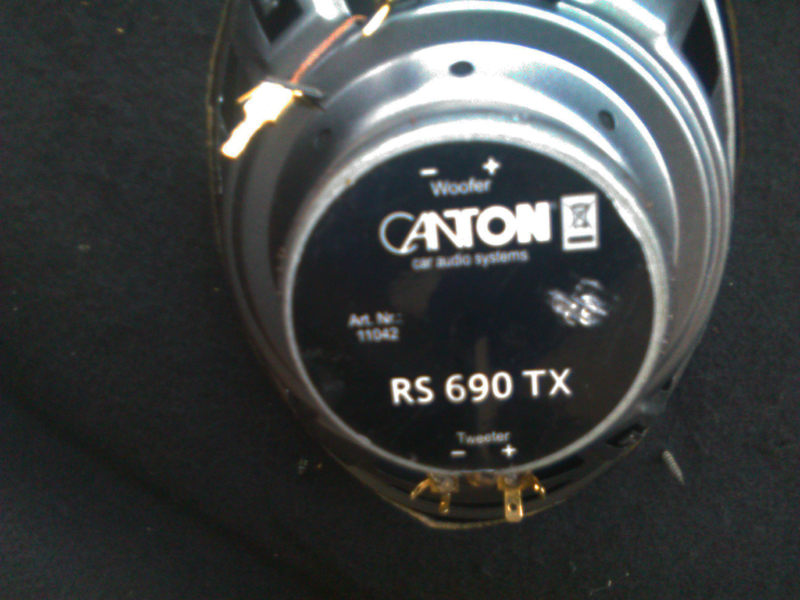 - +
Woofer
CANTON
car audio systems
Art. Nr.:
11042
RS 690 TX
Tweeter
- +